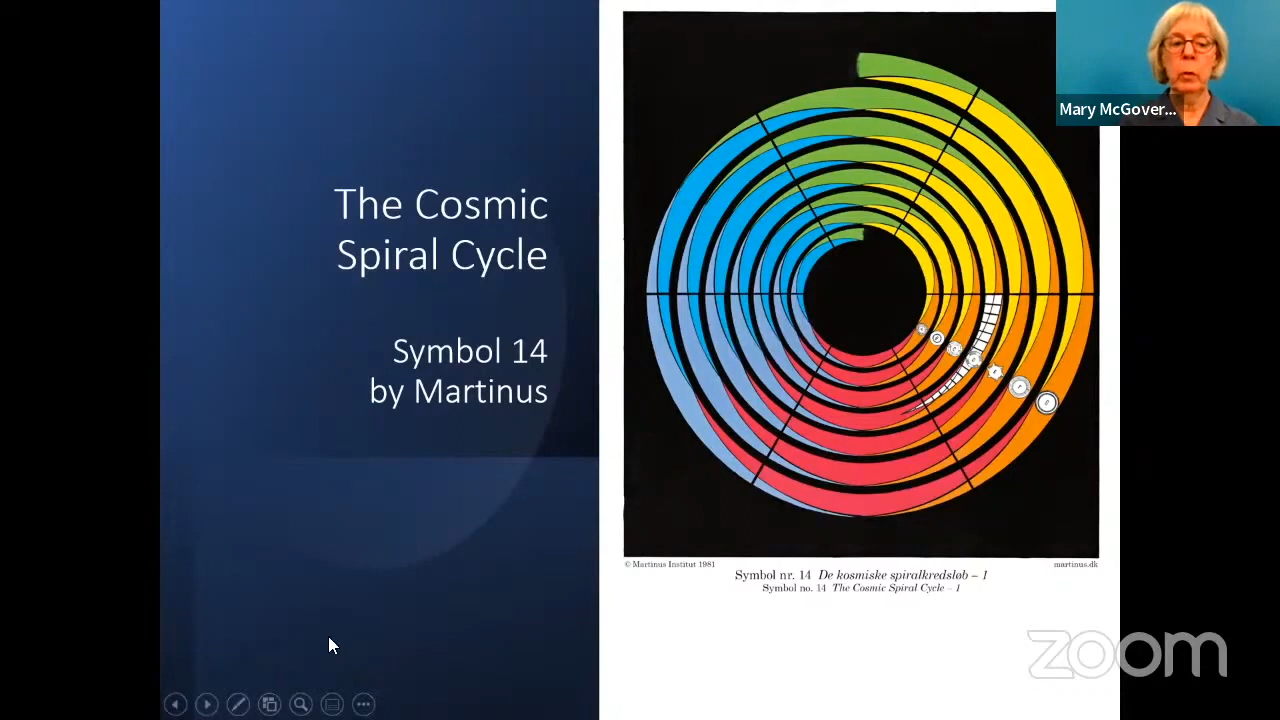 Mary McGover...
The Cosmic
Spiral Cycle
Symbol 14
by Martinus
© Martinus Institut 1981
martinus.dk
Symbol nr. 14 De kosmiske spiralkredsløb – 1
Symbol no. 14 The Cosmic Spiral Cycle – 1
zoom